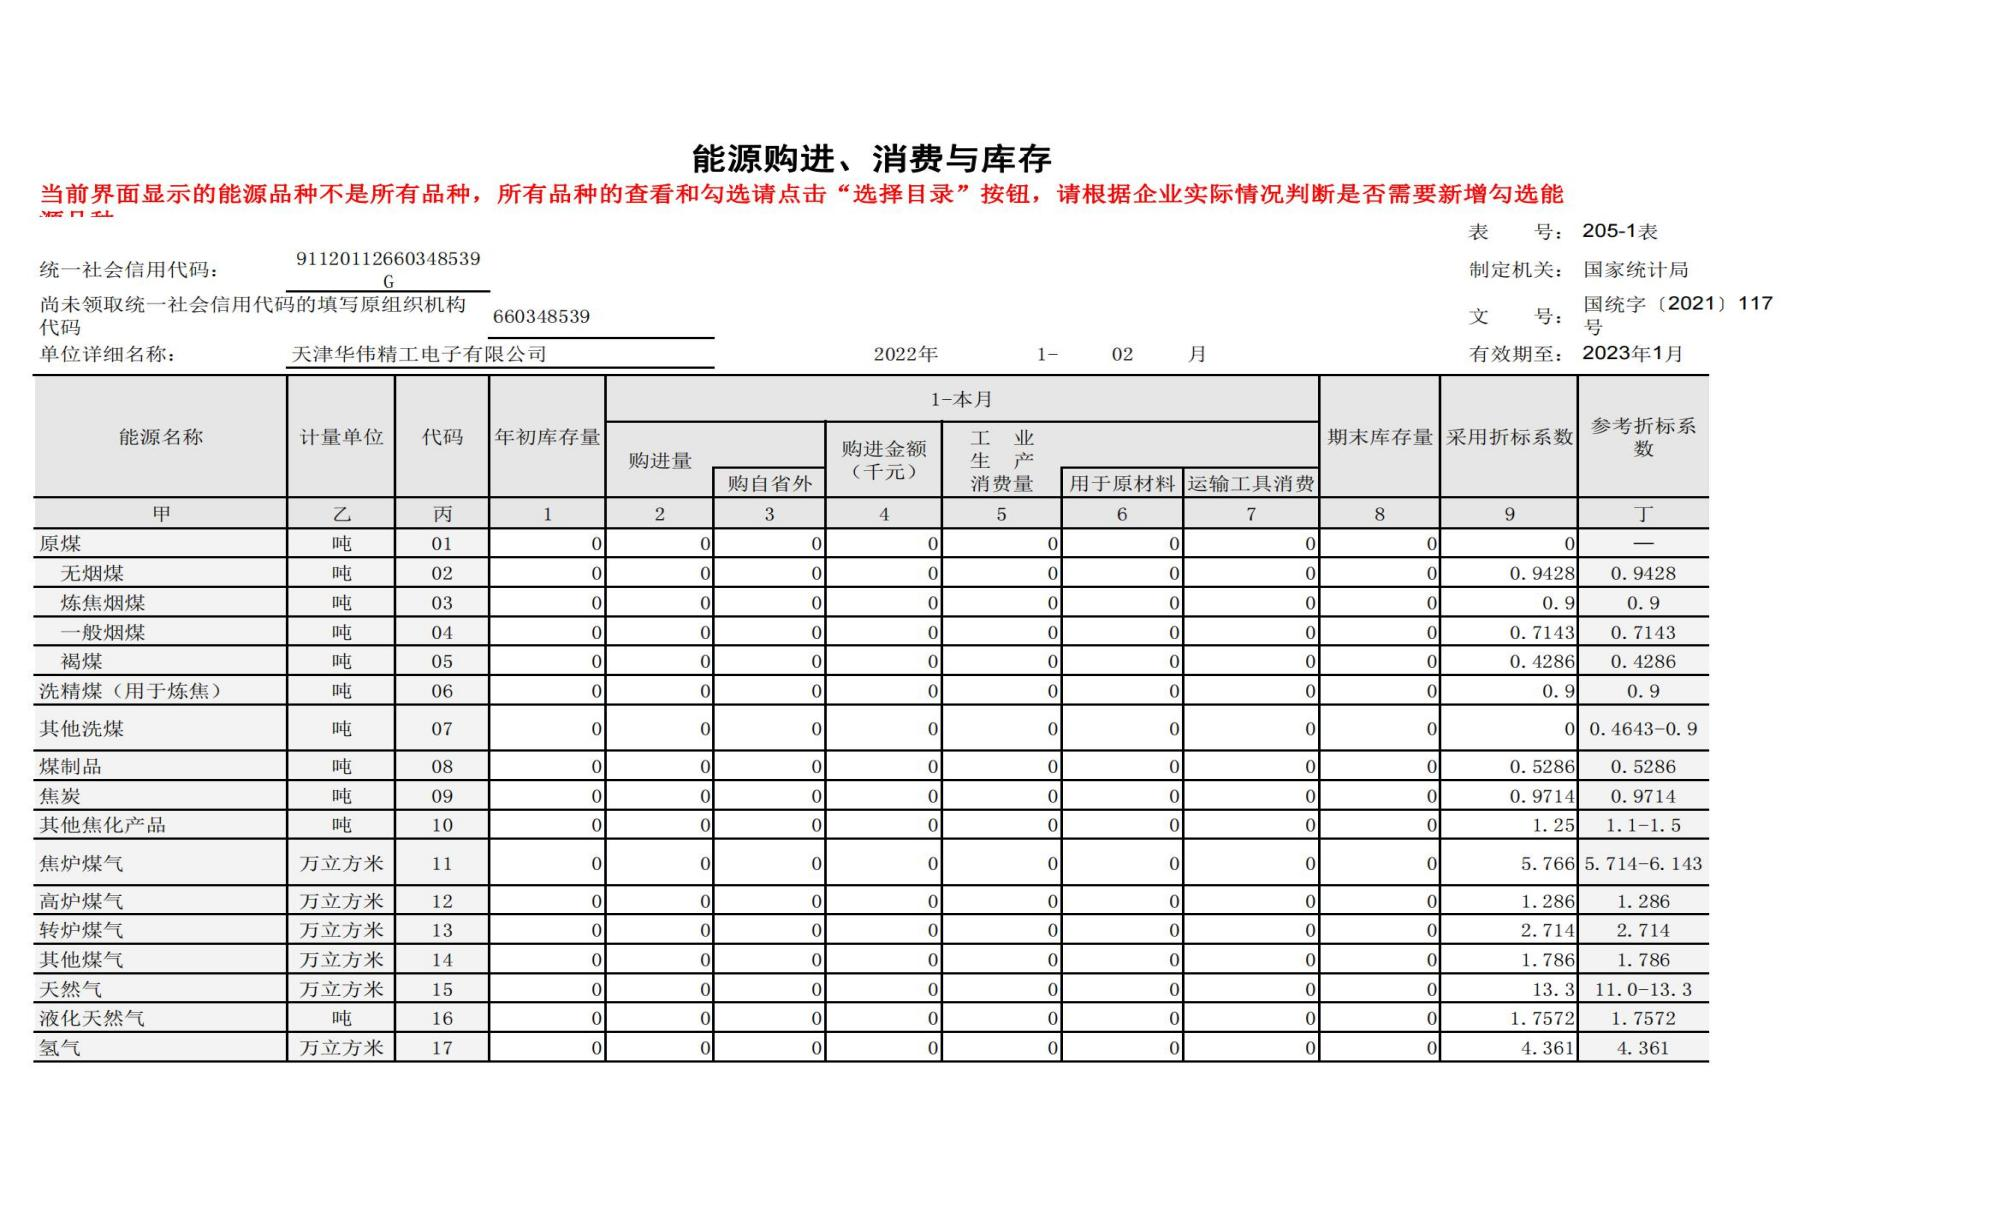 能源购进、消费与库存
当前界面显示的能源品种不是所有品种，所有品种的查看和勾选请点击“选择目录”按钮，请根据企业实际情况判断是否需要新增勾选能
源品种
表 号： 205-1表
统一社会信用代码： 91120112660348539
G
制定机关： 国家统计局
尚未领取统一社会信用代码的填写原组织机构
代码 660348539
文 号： 国统字〔2021〕117
号
单位详细名称： 天津华伟精工电子有限公司 2022年 1- 02 月 有效期至： 2023年1月
能源名称 计量单位 代码 年初库存量 1-本月 期末库存量 采用折标系数 参考折标系
数
购进量 购自省外 购进金额
（千元） 工 业
生 产
消费量 用于原材料 运输工具消费
甲 乙 丙 1 2 3 4 5 6 7 8 9 丁
原煤 吨 01 0 0 0 0 0 0 0 0 0 —
无烟煤 吨 02 0 0 0 0 0 0 0 0 0.9428 0.9428
炼焦烟煤 吨 03 0 0 0 0 0 0 0 0 0.9 0.9
一般烟煤 吨 04 0 0 0 0 0 0 0 0 0.7143 0.7143
褐煤 吨 05 0 0 0 0 0 0 0 0 0.4286 0.4286
洗精煤（用于炼焦） 吨 06 0 0 0 0 0 0 0 0 0.9 0.9
其他洗煤 吨 07 0 0 0 0 0 0 0 0 0 0.4643-0.9
煤制品 吨 08 0 0 0 0 0 0 0 0 0.5286 0.5286
焦炭 吨 09 0 0 0 0 0 0 0 0 0.9714 0.9714
其他焦化产品 吨 10 0 0 0 0 0 0 0 0 1.25 1.1-1.5
焦炉煤气 万立方米 11 0 0 0 0 0 0 0 0 5.766 5.714-6.143
高炉煤气 万立方米 12 0 0 0 0 0 0 0 0 1.286 1.286
转炉煤气 万立方米 13 0 0 0 0 0 0 0 0 2.714 2.714
其他煤气 万立方米 14 0 0 0 0 0 0 0 0 1.786 1.786
天然气 万立方米 15 0 0 0 0 0 0 0 0 13.3 11.0-13.3
液化天然气 吨 16 0 0 0 0 0 0 0 0 1.7572 1.7572
氢气 万立方米 17 0 0 0 0 0 0 0 0 4.361 4.361